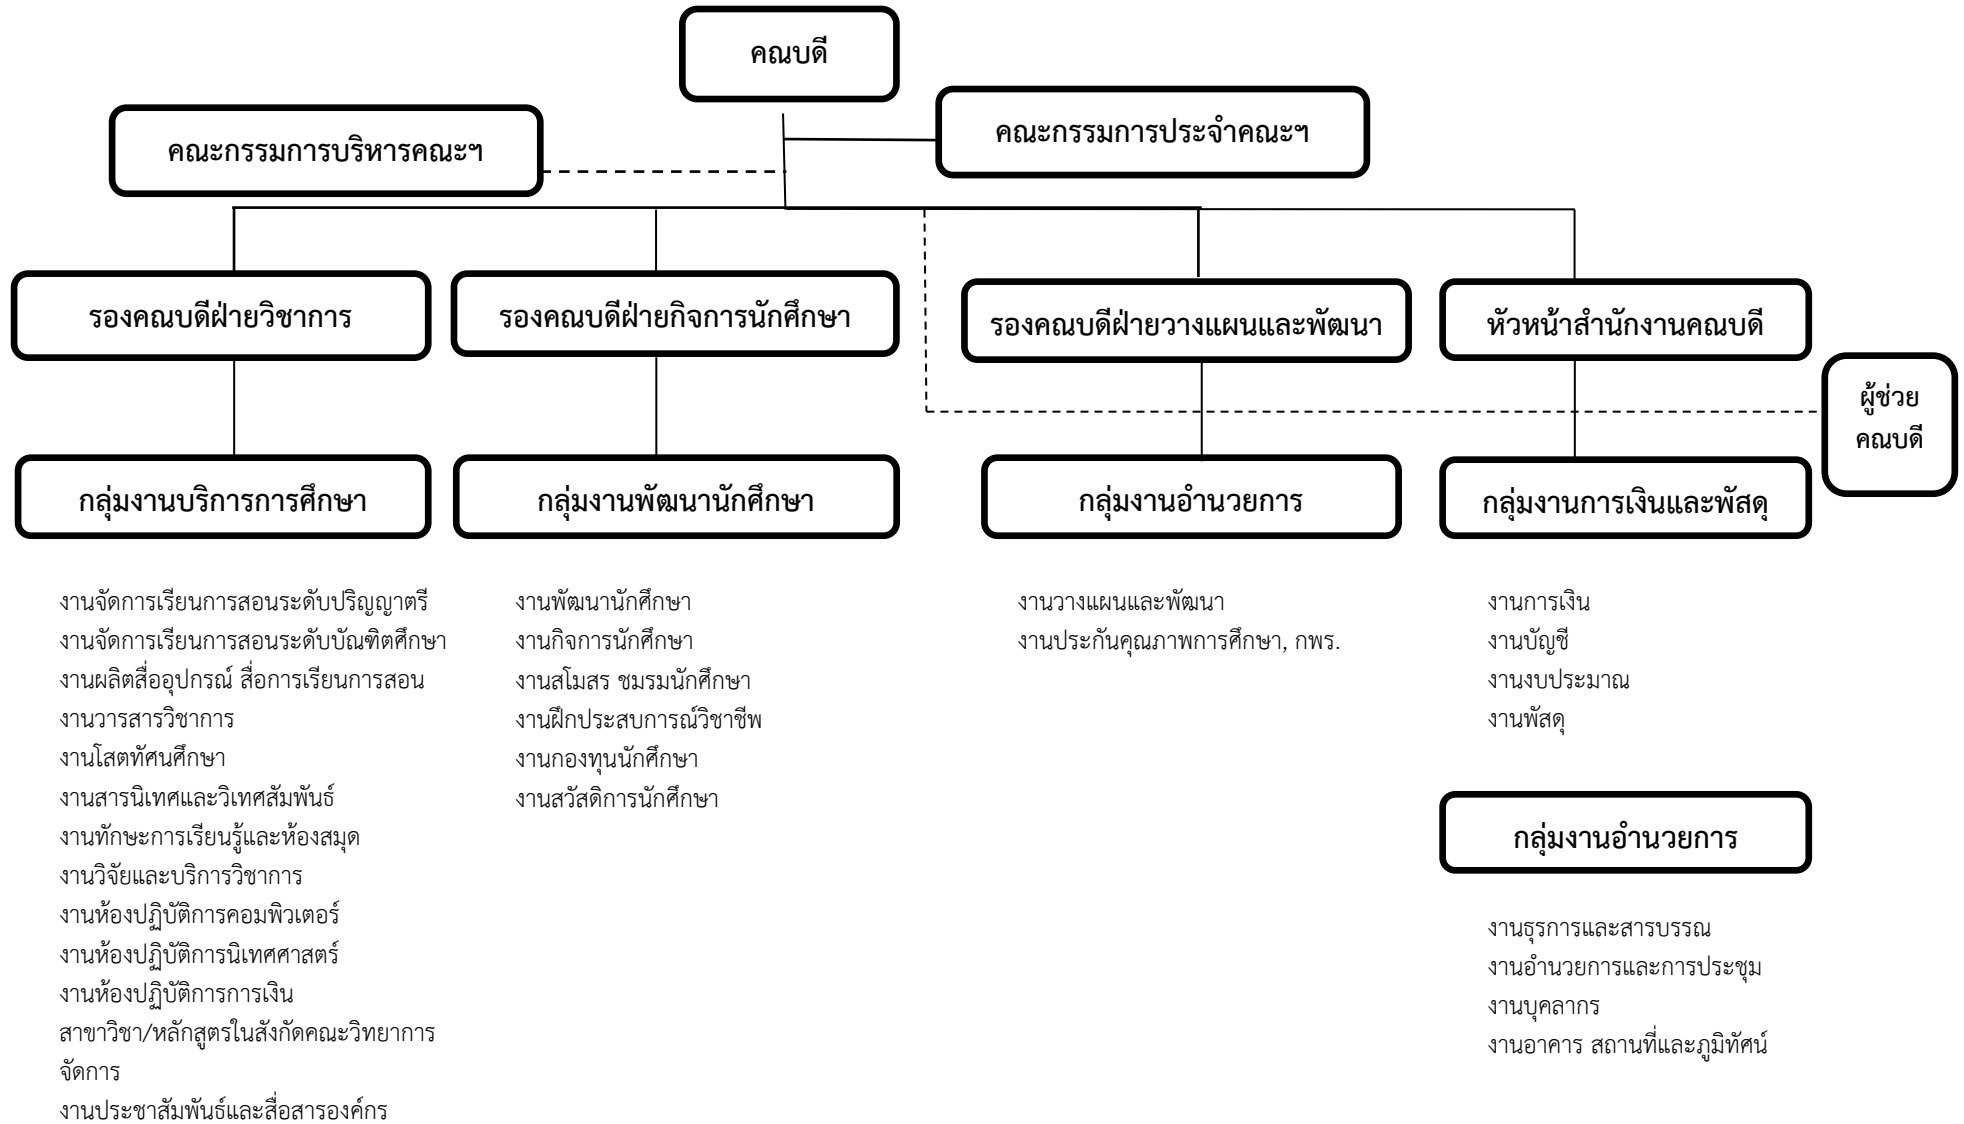 คณบดี
คณะกรรมการประจำคณะฯ
คณะกรรมการบริหารคณะฯ
รองคณบดีฝ่ายวิชาการ
รองคณบดีฝ่ายกิจการนักศึกษา
รองคณบดีฝ่ายวางแผนและพัฒนา
หัวหน้าสำนักงานคณบดี
ผู้ช่วย
คณบดี
กลุ่มงานบริการการศึกษา
กลุ่มงานพัฒนานักศึกษา
กลุ่มงานอำนวยการ
กลุ่มงานการเงินและพัสดุ
งานจัดการเรียนการสอนระดับปริญญาตรี
งานจัดการเรียนการสอนระดับบัณฑิตศึกษา
งานผลิตสื่ออุปกรณ์ สื่อการเรียนการสอน
งานวารสารวิชาการ
งานโสตทัศนศึกษา
งานสารนิเทศและวิเทศสัมพันธ์
งานทักษะการเรียนรู้และห้องสมุด
งานวิจัยและบริการวิชาการ
งานห้องปฏิบัติการคอมพิวเตอร์
งานห้องปฏิบัติการนิเทศศาสตร์
งานห้องปฏิบัติการการเงิน
สาขาวิชา/หลักสูตรในสังกัดคณะวิทยาการ
จัดการ
งานประชาสัมพันธ์และสื่อสารองค์กร
งานพัฒนานักศึกษา
งานกิจการนักศึกษา
งานสโมสร ชมรมนักศึกษา
งานฝึกประสบการณ์วิชาชีพ
งานกองทุนนักศึกษา
งานสวัสดิการนักศึกษา
งานวางแผนและพัฒนา
งานประกันคุณภาพการศึกษา, กพร.
งานการเงิน
งานบัญชี
งานงบประมาณ
งานพัสดุ
กลุ่มงานอำนวยการ
งานธุรการและสารบรรณ
งานอำนวยการและการประชุม
งานบุคลากร
งานอาคาร สถานที่และภูมิทัศน์